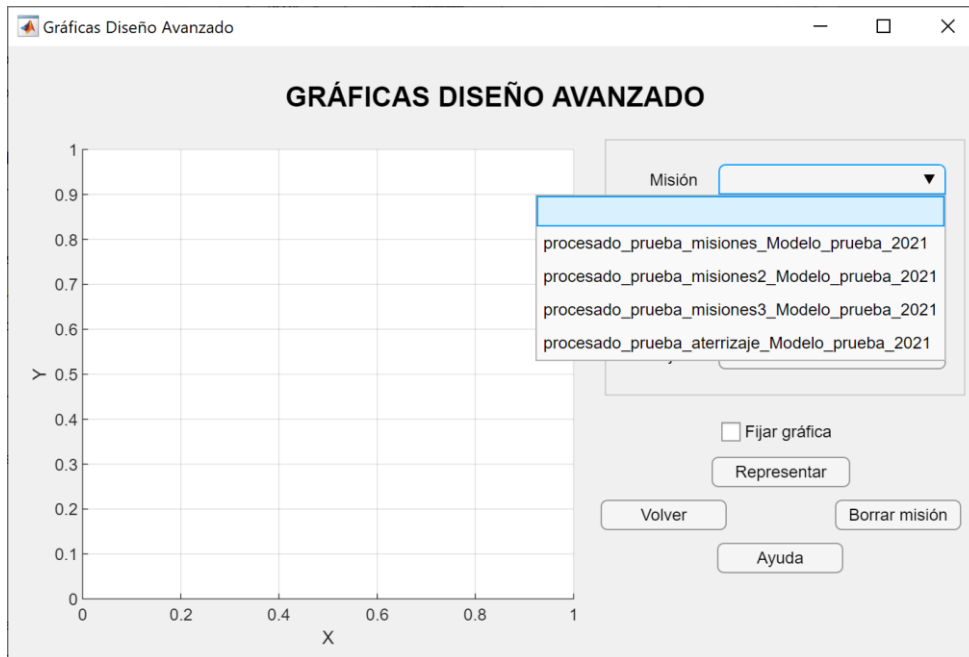 Gráficas Diseño Avanzado
GRÁFICAS DISEÑO AVANZADO
1
0.9
0.8
0.7
0.6
0.5
0.4
0.3
0.2
0.1
0
Y
0
0.2
0.4
0.6
0.8
1
X
Misión
procesado_prueba_misiones_Modelo_prueba_2021
procesado_prueba_misiones2_Modelo_prueba_2021
procesado_prueba_misiones3_Modelo_prueba_2021
procesado_prueba_aterrizaje_Modelo_prueba_2021
Fijar gráfica
Representar
Volver
Borrar misión
Ayuda